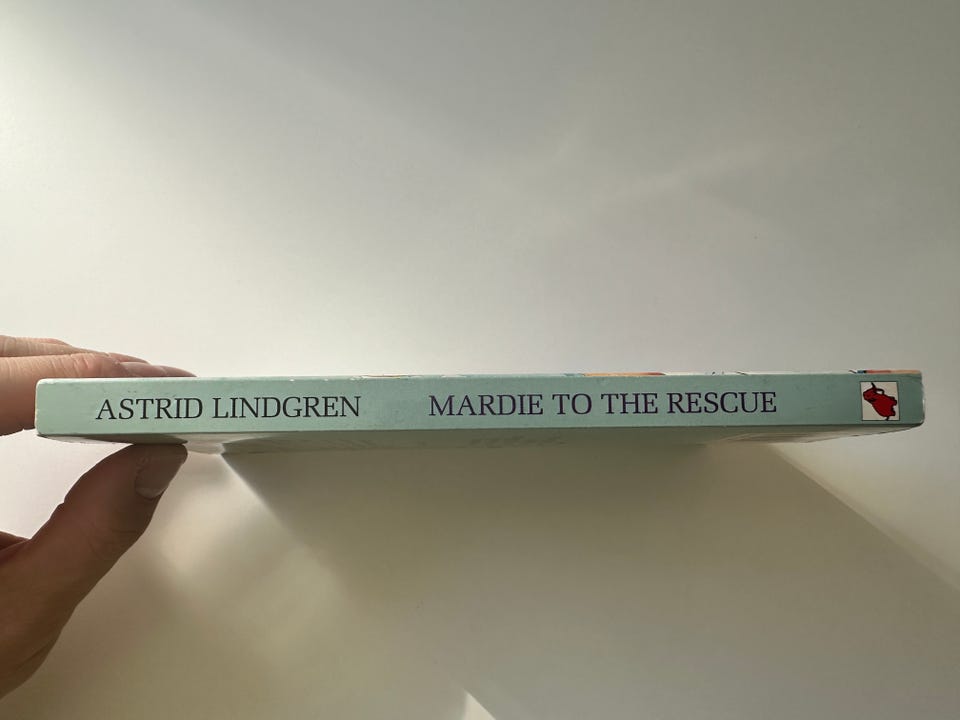 ASTRID LINDGREN MARDIE TO THE RESCUE